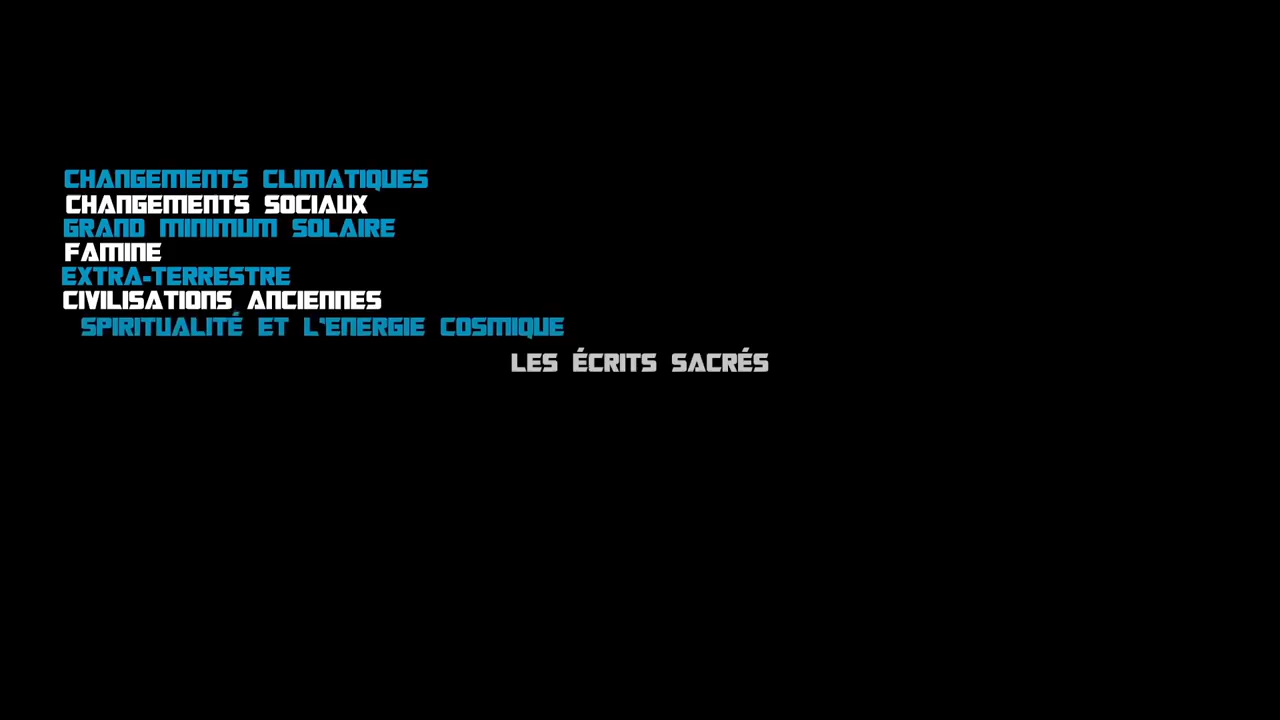 CHANGEMENTS CLIMATIQUES
CHANGEMENTS SOCIAUX
GRAND MINIMUM SOLAIRE
FAMINE
EXTRA-TERRESTRE
CIVILISATIONS ANCIENNES
SPIRITUALITÉ ET L'ENERGIE COSMIQUE
LES ÉCRITS SACRÉS